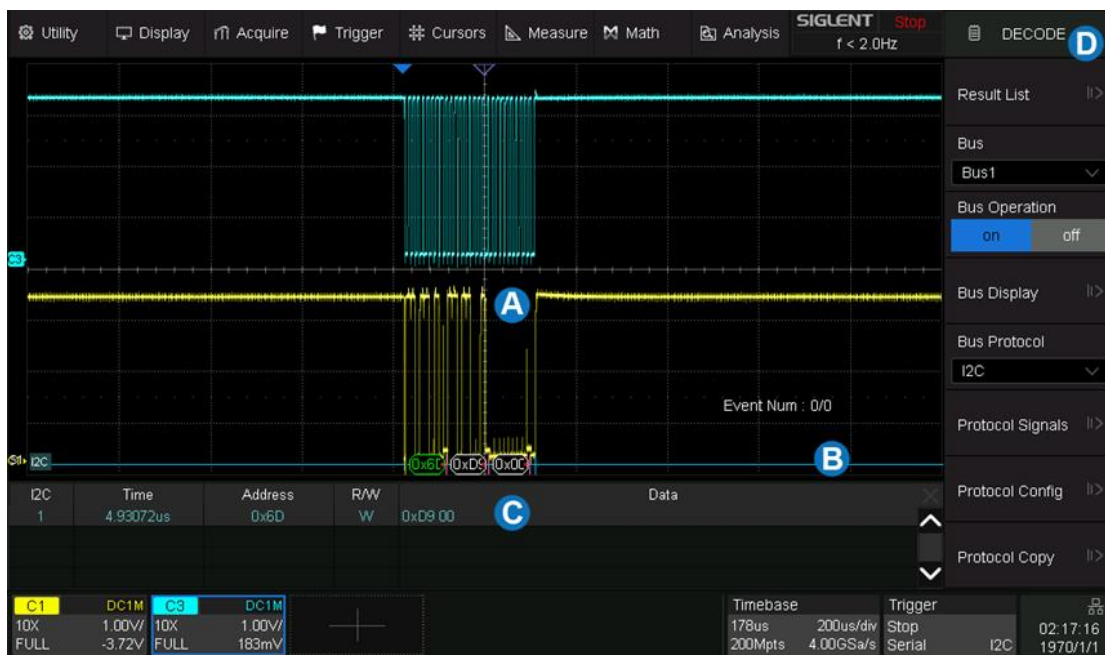 Utility Display Acquire Trigger Cursors Measure Math Analysis SIGLENT Stop DECODE D
f < 2.0Hz
Result List
Bus
Bus1
Bus Operation
on off
C3
A
Bus Display
Bus Protocol
I2C
Event Num : 0/0
Protocol Signals
B
I2C
0x6D 0xD9 0x0
I2C Time Address R/W Data
Protocol Config
1 4.93072us 0x6D W 0xD9 00 C
Protocol Copy
C1 DC1M C3 DC1M Timebase Trigger
10X 1.00V/ 10X 1.00V/ 178us 200us/div Stop 02:17:16
FULL -3.72V FULL 183mV 200Mpts 4.00GSa/s Serial I2C 1970/1/1